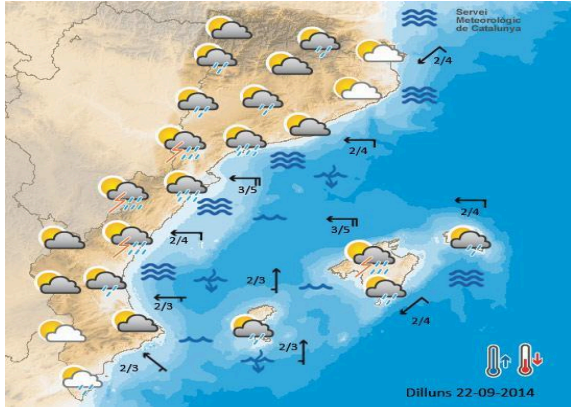 Servei
Meteorològic
de Catalunya
2/4
2/4
3/5
2/4
3/5
2/4
2/3
2/3
2/4
2/3
2/3
Dilluns 22-09-2014